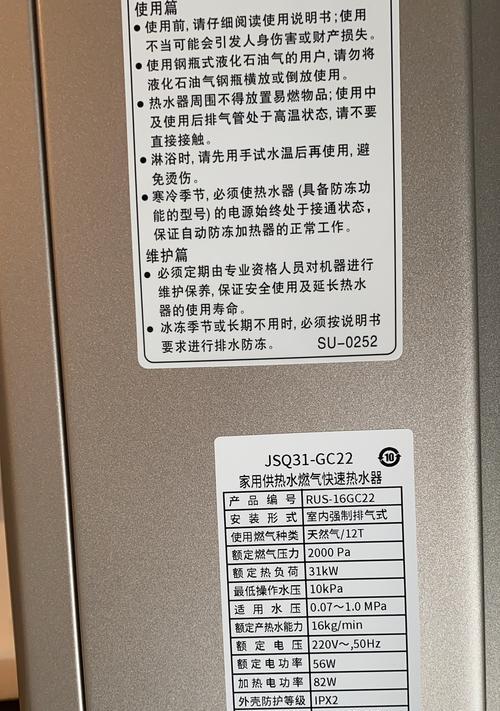 使用篇
● 使用前,请仔细阅读使用说明书;使用
不当可能会引发人身伤害或财产损失。
● 使用钢瓶式液化石油气的用户,请勿将
液化石油气钢瓶横放或倒放使用。
● 热水器周围不得放置易燃物品;使用中
及使用后排气管处于高温状态,请不要
直接接触。
● 淋浴时,请先用手试水温后再使用,避
免烫伤。
● 寒冷季节,必须使热水器(具备防冻功
能的型号)的电源始终处于接通状态,
保证自动防冻加热器的正常工作。
维护篇
● 必须定期由专业资格人员对机器进行
维护保养,保证安全使用及延长热水
器的使用寿命。
● 冰冻季节或长期不用时,必须按说明书
要求进行排水防冻。 SU-0252
JSQ31-GC22 10
家用供热水燃气快速热水器
产品编号 RUS-16GC22
安装形式 室内强制排气式
使用燃气种类 天然气/12T
额定燃气压力 2000 Pa
额定热负荷 31kW
最低操作水压 10kPa
适用水压 0.07～1.0 MPa
额定产热水能力 16kg/min
额定电压 220V～,50Hz
额定电功率 56W
加热电功率 82W
外壳防护等级 IPX2